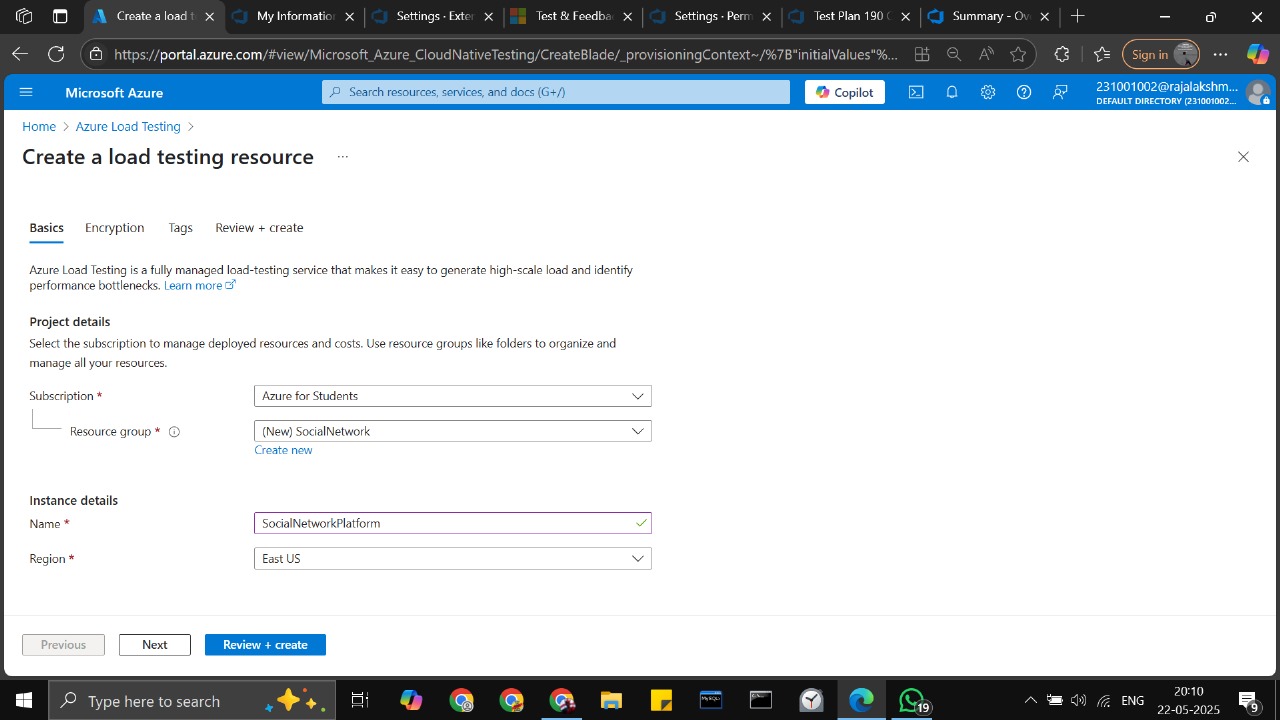 Create a load t
My Informatio
Settings · Exter
Test & Feedba
Settings · Perm
Test Plan 190 C
Summary - Ove
https://portal.azure.com/#view/Microsoft_Azure_CloudNativeTesting/CreateBlade/_provisioningContext~/%7B"initialValues"%...
Sign in
Microsoft Azure
Search resources, services, and docs (G+/)
Copilot
231001002@rajalakshm...
DEFAULT DIRECTORY (231001002...
Home > Azure Load Testing >
Create a load testing resource ...
Basics
Encryption
Tags
Review + create
Azure Load Testing is a fully managed load-testing service that makes it easy to generate high-scale load and identify
performance bottlenecks. Learn more
Project details
Select the subscription to manage deployed resources and costs. Use resource groups like folders to organize and
manage all your resources.
Subscription *
Azure for Students
Resource group *
(New) SocialNetwork
Create new
Instance details
Name *
SocialNetworkPlatform
Region *
East US
Previous
Next
Review + create
Type here to search
19
ENG
20:10
22-05-2025
9